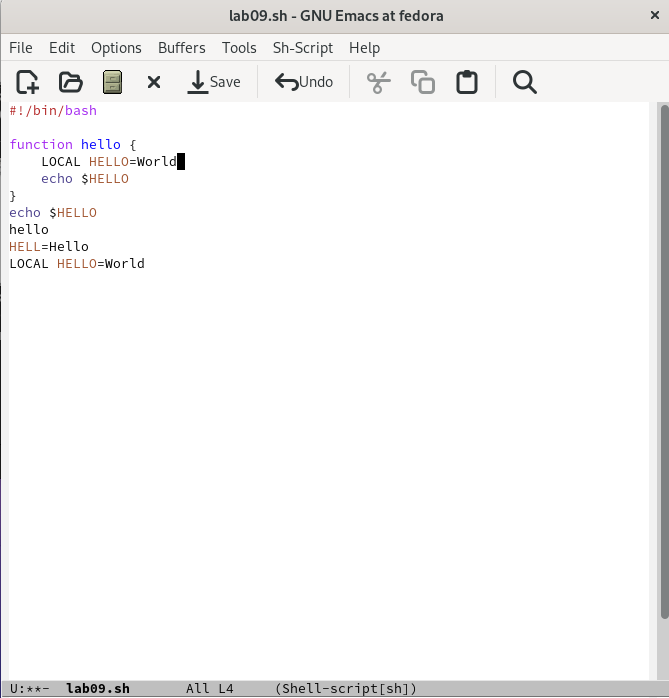 lab09.sh - GNU Emacs at fedora
File Edit Options Buffers Tools Sh-Script Help
Save Undo
#!/bin/bash
function hello {
    LOCAL HELLO=World
    echo $HELLO
}
echo $HELLO
hello
HELL=Hello
LOCAL HELLO=World
U:**- lab09.sh All L4 (Shell-script[sh])